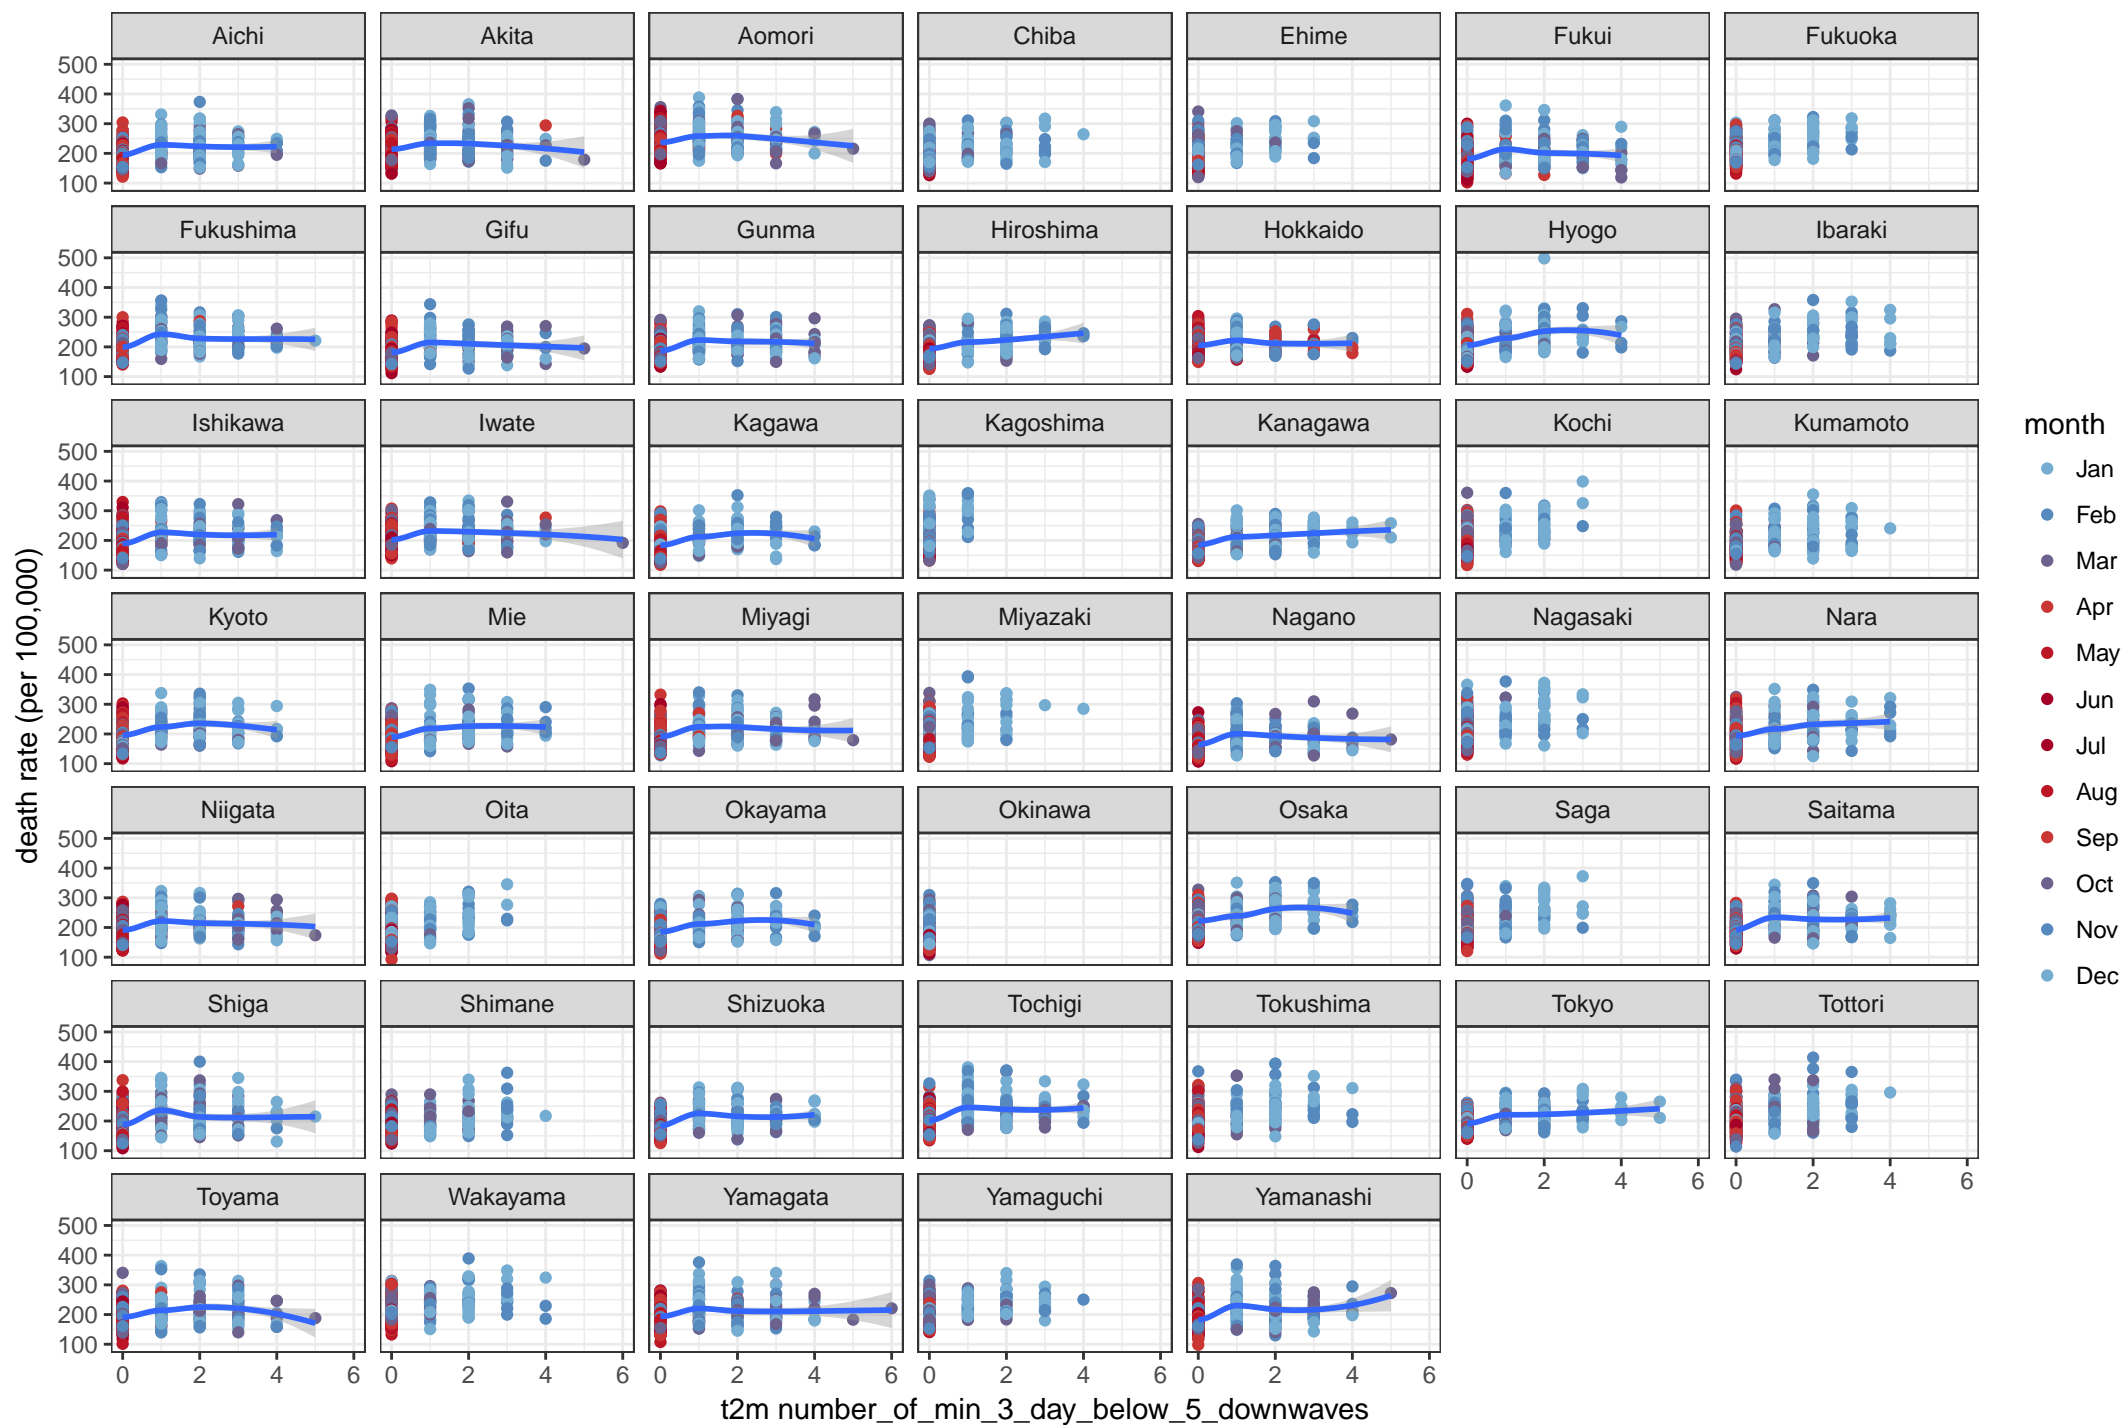 Aichi Akita Aomori Chiba Ehime Fukui Fukuoka
500
400
300
200
100
Fukushima Gifu Gunma Hiroshima Hokkaido Hyogo Ibaraki
500
400
300
200
100
Ishikawa Iwate Kagawa Kagoshima Kanagawa Kochi Kumamoto
500
400
300
200
100
Kyoto Mie Miyagi Miyazaki Nagano Nagasaki Nara
500
400
300
200
100
Niigata Oita Okayama Okinawa Osaka Saga Saitama
500
400
300
200
100
Shiga Shimane Shizuoka Tochigi Tokushima Tokyo Tottori
500
400
300
200
100
0 2 4 6 0 2 4 6
Toyama Wakayama Yamagata Yamaguchi Yamanashi
500
400
300
200
100
0 2 4 6 0 2 4 6 0 2 4 6 0 2 4 6 0 2 4 6
t2m number_of_min_3_day_below_5_downwaves
death rate (per 100,000)
month
Jan
Feb
Mar
Apr
May
Jun
Jul
Aug
Sep
Oct
Nov
Dec